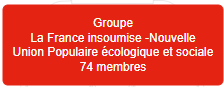 Groupe
La France insoumise -Nouvelle
Union Populaire écologique et sociale
74 membres